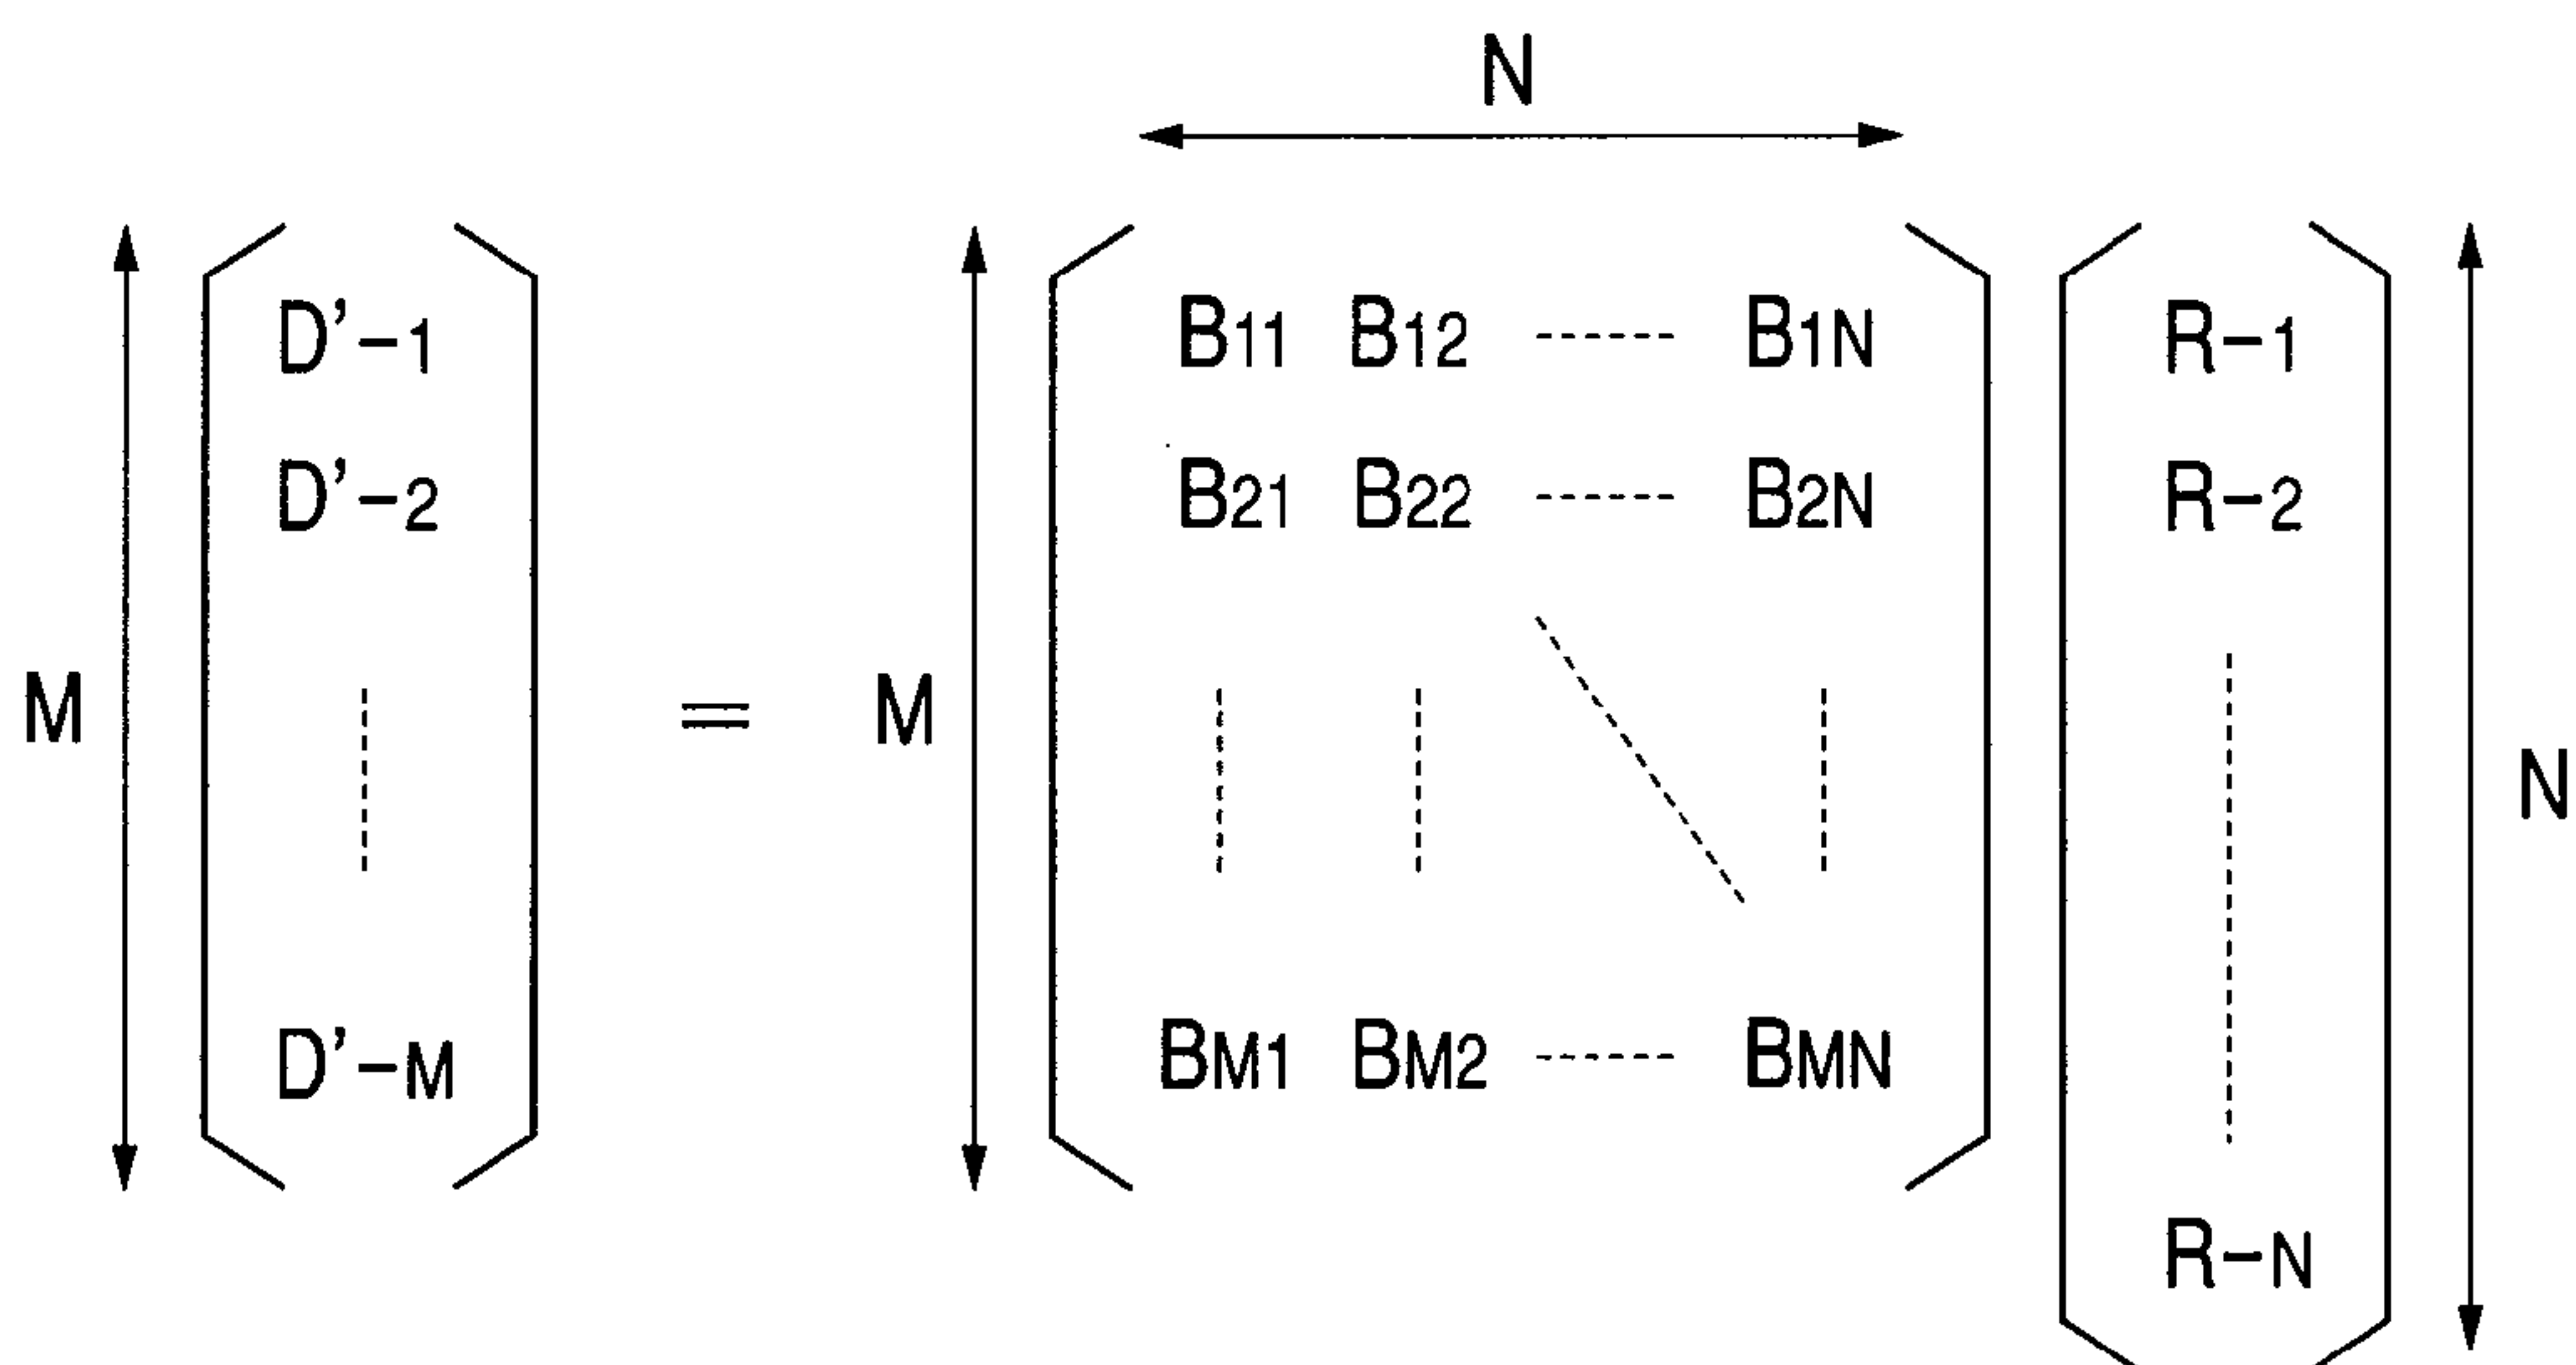 N
D'-1 B11 B12 ------ B1N R-1
D'-2 B21 B22 ------ B2N R-2
M = M N
D'-M BM1 BM2 ------ BMN
R-N